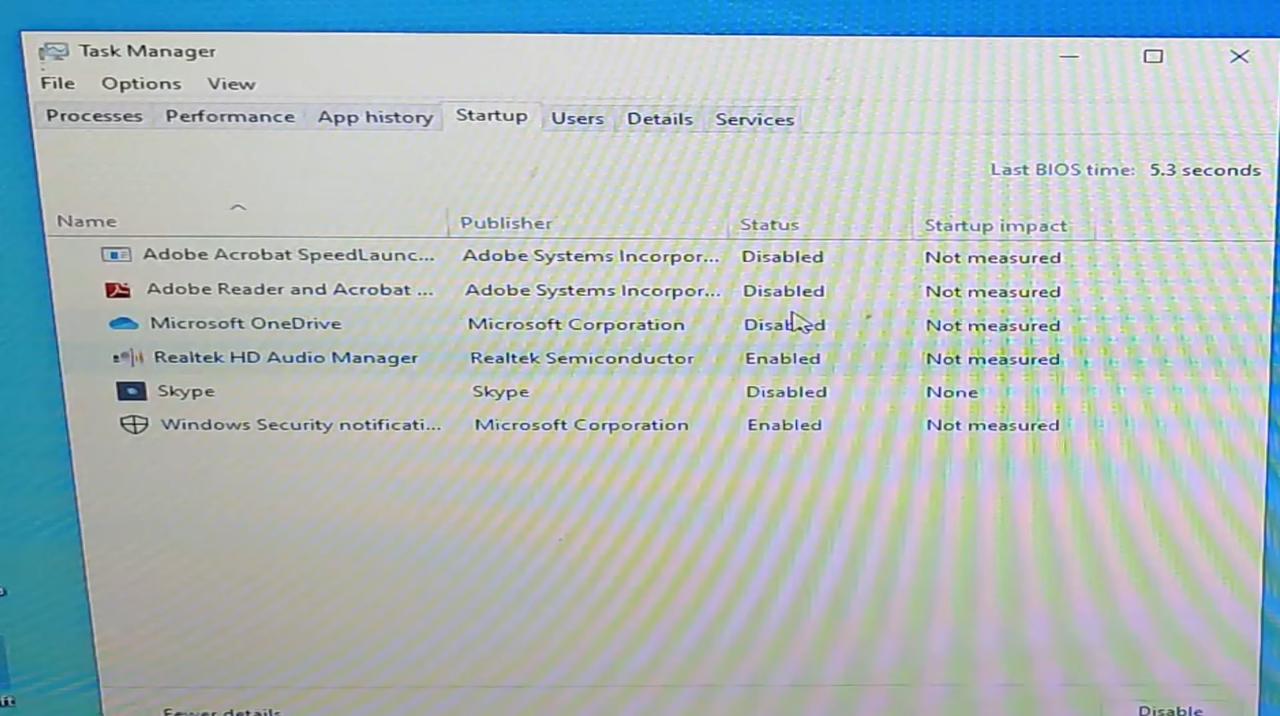 Task Manager
File Options View
Processes Performance App history Startup Users Details Services
Last BIOS time: 5.3 seconds
Name Publisher Status Startup impact
Adobe Acrobat SpeedLaunc... Adobe Systems Incorpor... Disabled Not measured
Adobe Reader and Acrobat ... Adobe Systems Incorpor... Disabled Not measured
Microsoft OneDrive Microsoft Corporation Disabled Not measured
Realtek HD Audio Manager Realtek Semiconductor Enabled Not measured
Skype Skype Disabled None
Windows Security notificati... Microsoft Corporation Enabled Not measured
Fewer details Disable